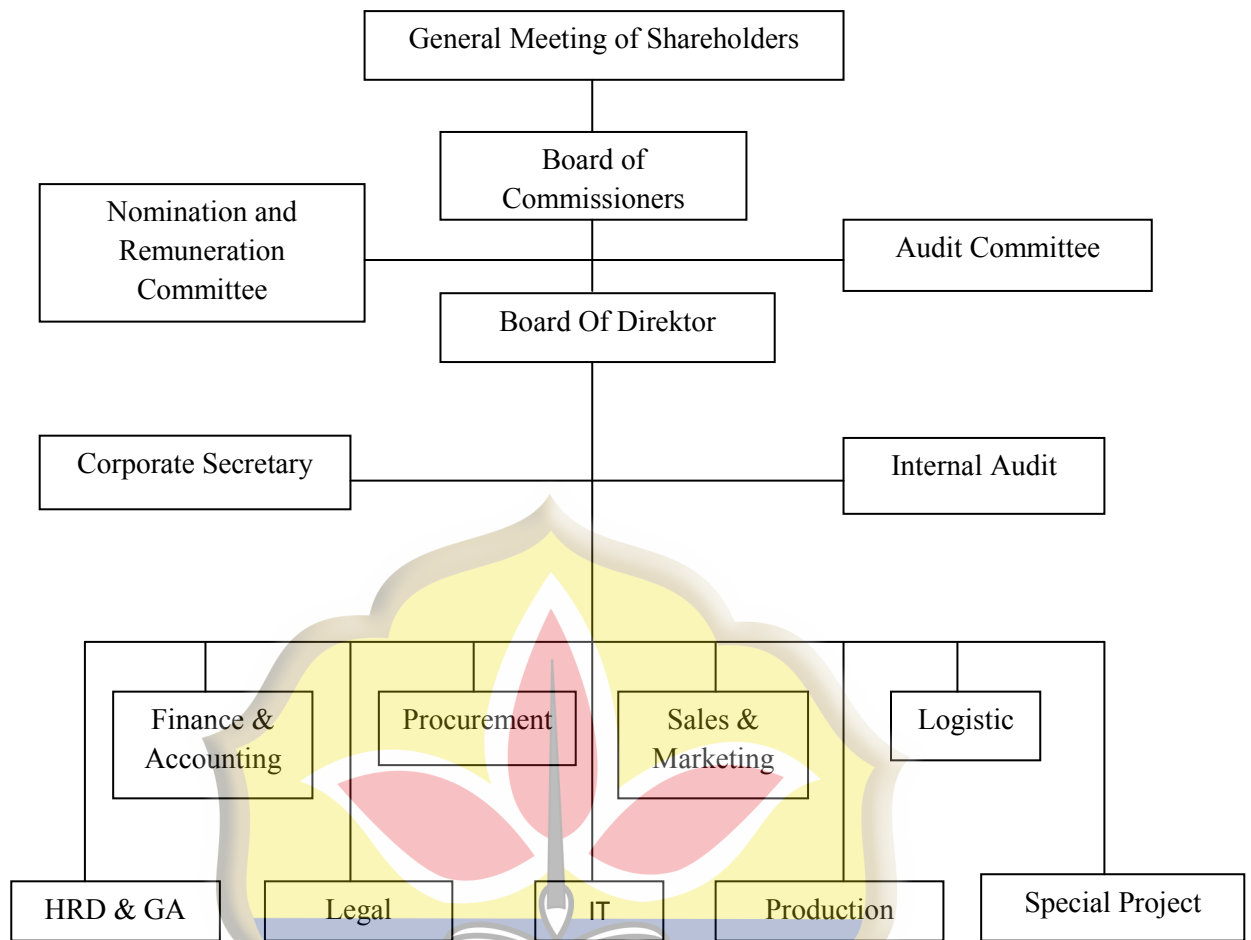 General Meeting of Shareholders
Board of
Commissioners
Nomination and
Remuneration
Committee
Audit Committee
Board Of Direktor
Corporate Secretary
Internal Audit
Finance &
Accounting
Procurement
Sales &
Marketing
Logistic
HRD & GA
Legal
IT
Production
Special Project